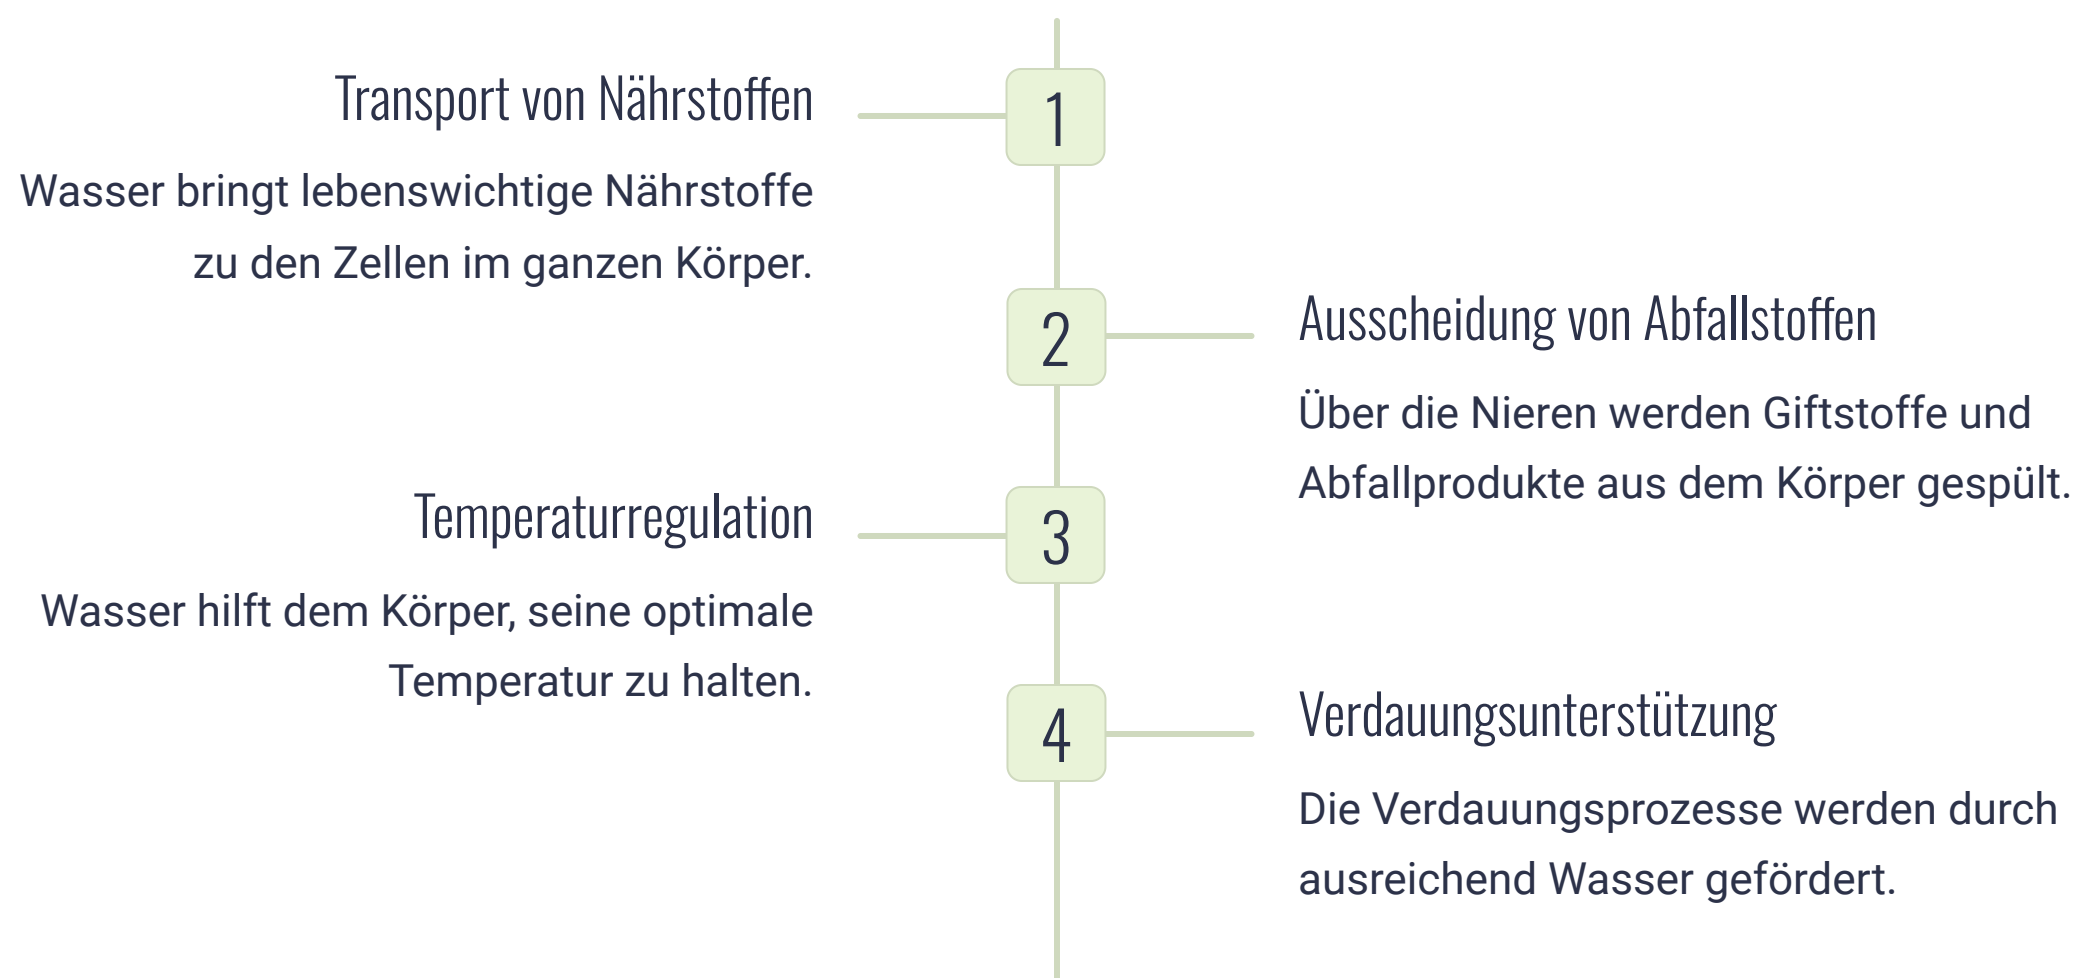 1
Transport von Nährstoffen
Wasser bringt lebenswichtige Nährstoffe
zu den Zellen im ganzen Körper.
2
Ausscheidung von Abfallstoffen
Über die Nieren werden Giftstoffe und
Abfallprodukte aus dem Körper gespült.
3
Temperaturregulation
Wasser hilft dem Körper, seine optimale
Temperatur zu halten.
4
Verdauungsunterstützung
Die Verdauungsprozesse werden durch
ausreichend Wasser gefördert.